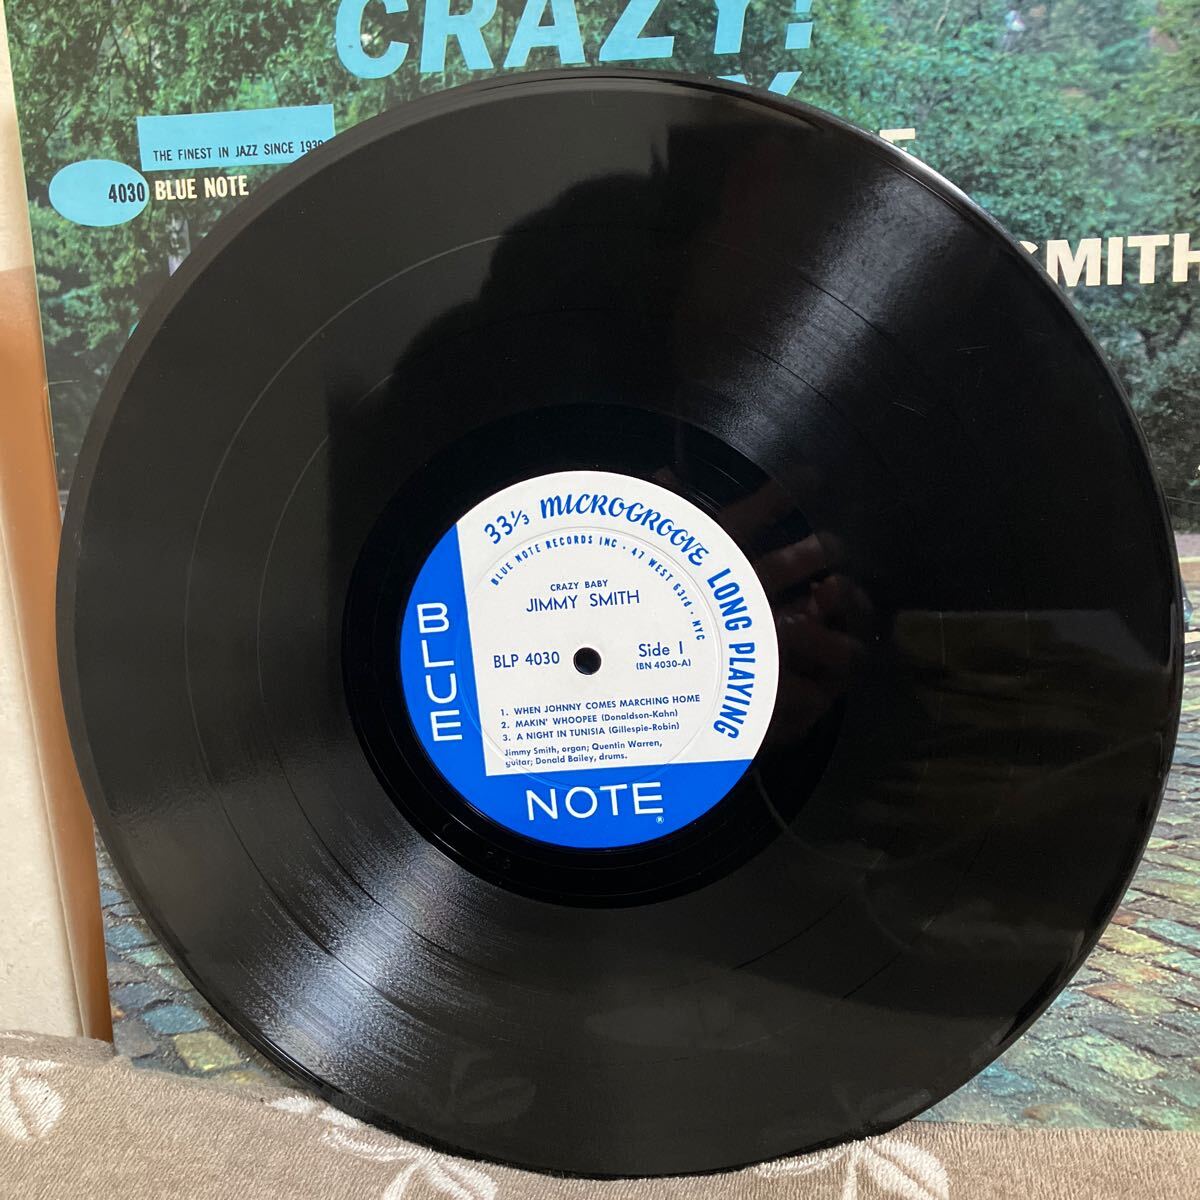 CRAZY!
THE FINEST IN JAZZ SINCE 1939
4030 BLUE NOTE
SMITH
33⅓ MICROGROOVE LONG PLAYING
BLUE NOTE RECORDS INC · 47 WEST 63rd · NYC
CRAZY BABY
JIMMY SMITH
BLP 4030
Side 1
(BN 4030-A)
1. WHEN JOHNNY COMES MARCHING HOME
2. MAKIN' WHOOPEE (Donaldson-Kahn)
3. A NIGHT IN TUNISIA (Gillespie-Robin)
Jimmy Smith, organ; Quentin Warren,
guitar; Donald Bailey, drums.
BLUE
NOTE
®